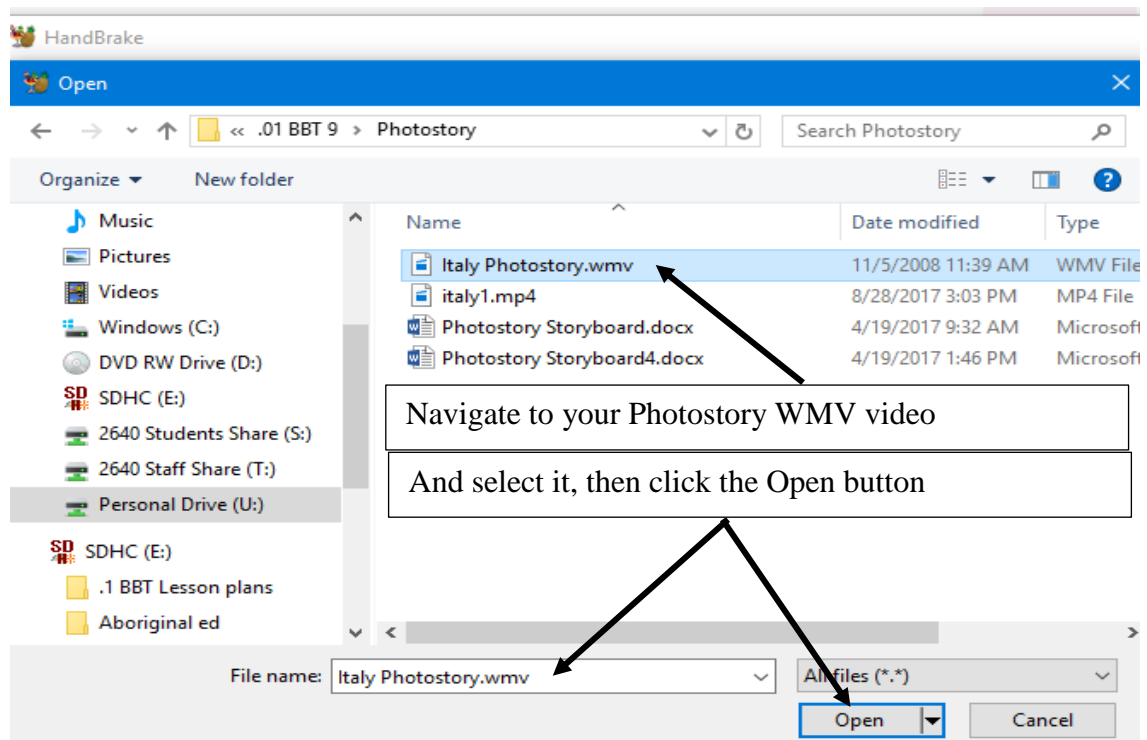 HandBrake
Open
« .01 BBT 9 > Photostory
Search Photostory
Organize
New folder
Music
Pictures
Videos
Windows (C:)
DVD RW Drive (D:)
SDHC (E:)
2640 Students Share (S:)
2640 Staff Share (T:)
Personal Drive (U:)
SDHC (E:)
.1 BBT Lesson plans
Aboriginal ed
Name Date modified Type
Italy Photostory.wmv 11/5/2008 11:39 AM WMV File
italy1.mp4 8/28/2017 3:03 PM MP4 File
Photostory Storyboard.docx 4/19/2017 9:32 AM Microsoft
Photostory Storyboard4.docx 4/19/2017 1:46 PM Microsoft
Navigate to your Photostory WMV video
And select it, then click the Open button
File name: Italy Photostory.wmv
All files (*.*)
Open
Cancel